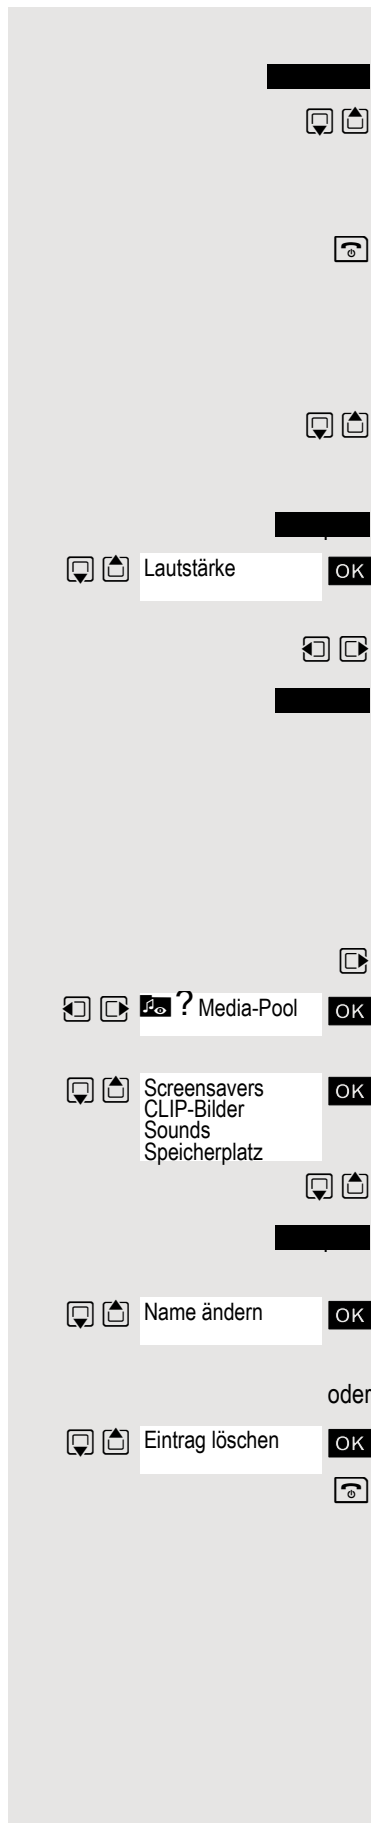 Lautstärke OK
? Media-Pool OK
Screensavers OK
CLIP-Bilder
Sounds
Speicherplatz
Name ändern OK
oder
Eintrag löschen OK